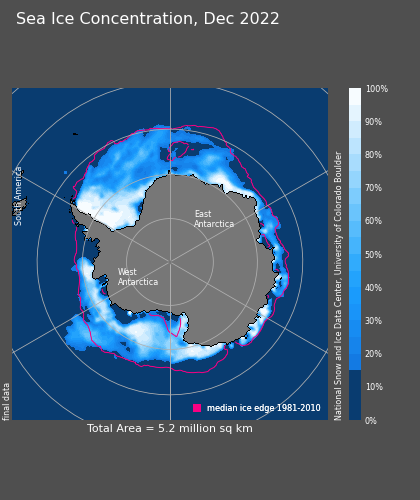 Sea Ice Concentration, Dec 2022
South America
East
Antarctica
West
Antarctica
final data
median ice edge 1981-2010
Total Area = 5.2 million sq km
National Snow and Ice Data Center, University of Colorado Boulder
100%
90%
80%
70%
60%
50%
40%
30%
20%
10%
0%